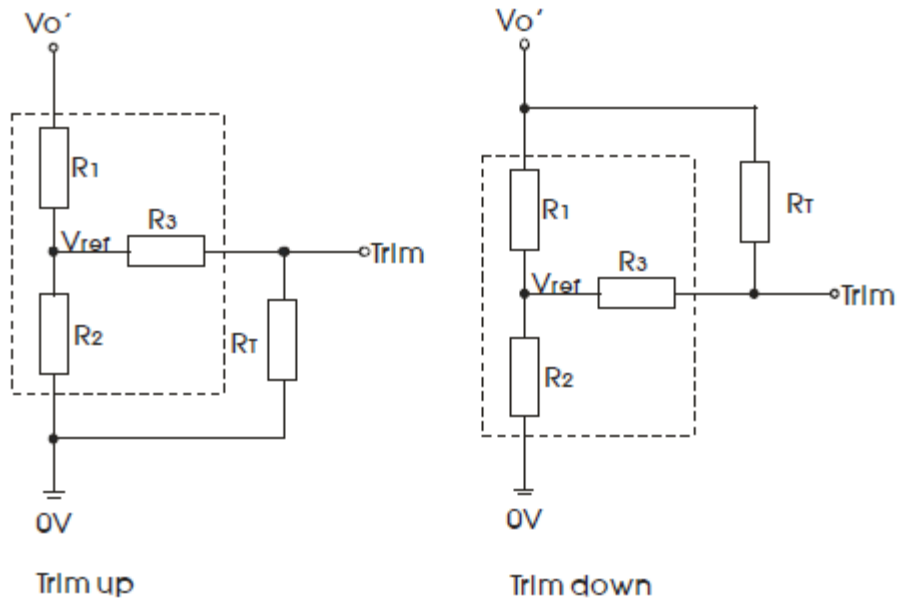 Vo´
R1
R3
Vref
Trim
R2
RT
0V
Trim up
Vo´
R1
RT
R3
Vref
Trim
R2
0V
Trim down